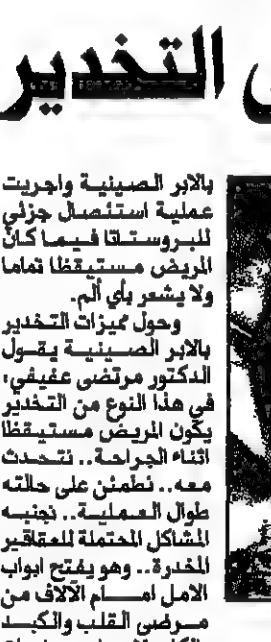 التخدير
بالابر الصينية واجريت
عملية استئصال جزئي
للبروستاتا فيما كان
المريض مستيقظا تماما
ولا يشعر بأي ألم.
وحول مميزات التخدير
بالابر الصينية يقول
الدكتور مرتضى عفيفي،
في هذا النوع من التخدير
يكون المريض مستيقظا
اثناء الجراحة.. نتحدث
معه.. نطمئن على حالته
طوال العملية.. نجنبه
المشاكل المحتملة للعقاقير
المخدرة.. وهو يفتح ابواب
الامل امام الآلاف من
مرضى القلب والكبد